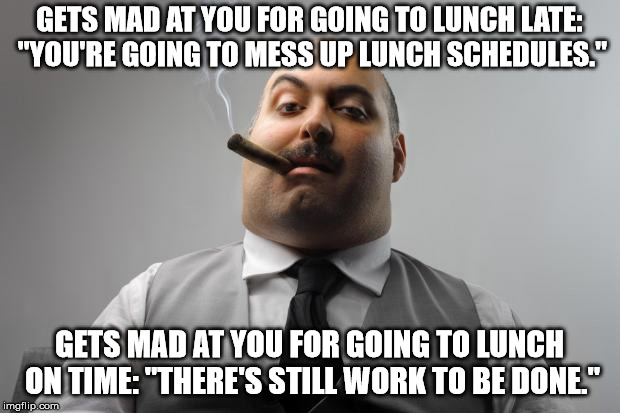 GETS MAD AT YOU FOR GOING TO LUNCH LATE:
"YOU'RE GOING TO MESS UP LUNCH SCHEDULES."
GETS MAD AT YOU FOR GOING TO LUNCH
ON TIME: "THERE'S STILL WORK TO BE DONE."
imgflip.com